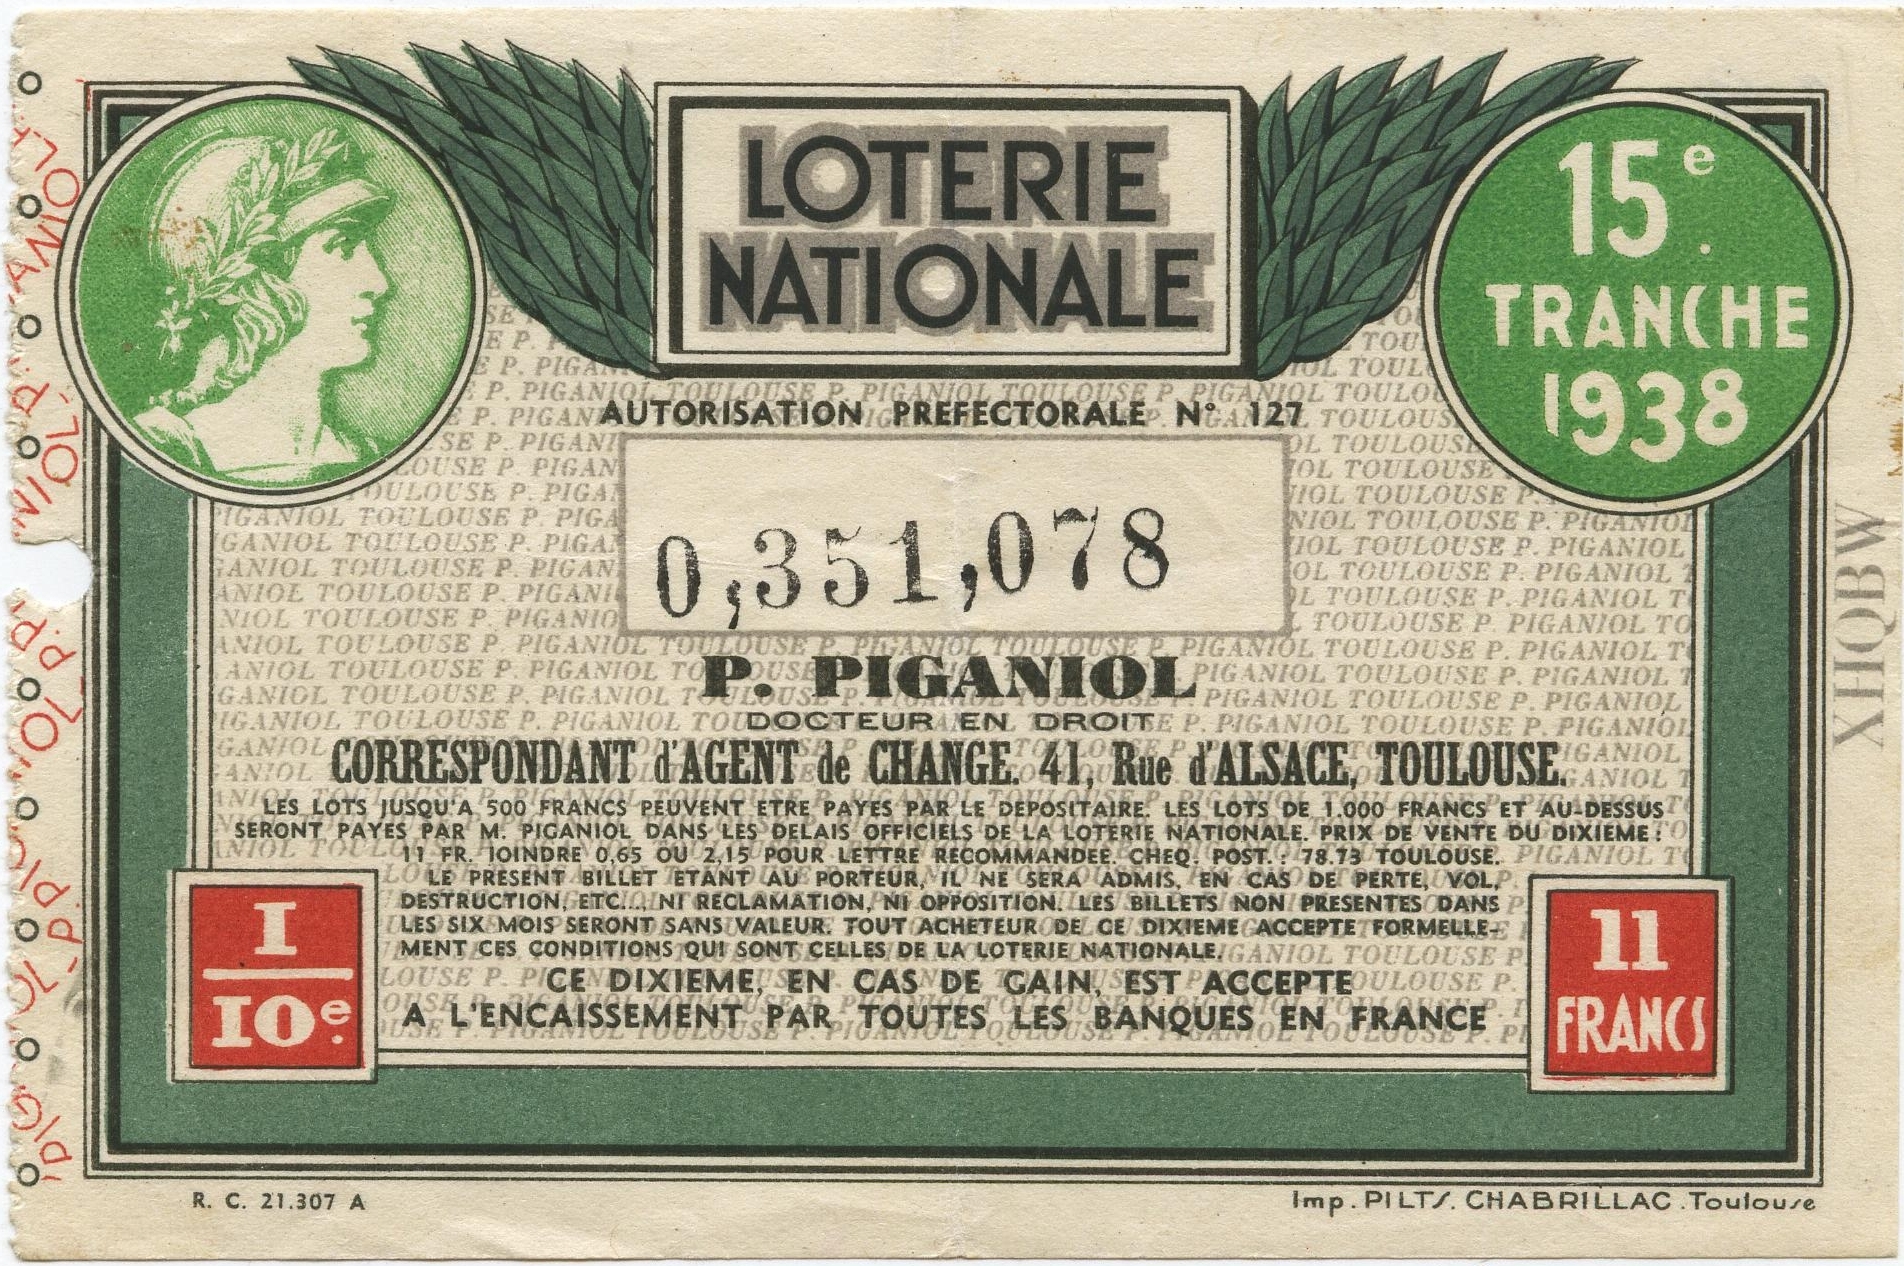 LOTERIE
NATIONALE
15e.
TRANCHE
1938
AUTORISATION PREFECTORALE N° 127
0,351,078
XHQBW
P. PIGANIOL
DOCTEUR EN DROIT
CORRESPONDANT d'AGENT de CHANGE. 41, Rue d'ALSACE, TOULOUSE.
LES LOTS JUSQU'A 500 FRANCS PEUVENT ETRE PAYES PAR LE DEPOSITAIRE. LES LOTS DE 1.000 FRANCS ET AU-DESSUS
SERONT PAYES PAR M. PIGANIOL DANS LES DELAIS OFFICIELS DE LA LOTERIE NATIONALE. PRIX DE VENTE DU DIXIEME :
11 FR. JOINDRE 0,65 OU 2,15 POUR LETTRE RECOMMANDEE. CHEQ. POST. : 78.73 TOULOUSE.
LE PRESENT BILLET ETANT AU PORTEUR, IL NE SERA ADMIS, EN CAS DE PERTE, VOL,
DESTRUCTION, ETC..., NI RECLAMATION, NI OPPOSITION. LES BILLETS NON PRESENTES DANS
LES SIX MOIS SERONT SANS VALEUR. TOUT ACHETEUR DE CE DIXIEME ACCEPTE FORMELLE-
MENT CES CONDITIONS QUI SONT CELLES DE LA LOTERIE NATIONALE.
CE DIXIEME, EN CAS DE GAIN, EST ACCEPTE
A L'ENCAISSEMENT PAR TOUTES LES BANQUES EN FRANCE
1
10e.
11
FRANCS
R. C. 21.307 A
Imp. PILTS. CHABRILLAC. Toulouse